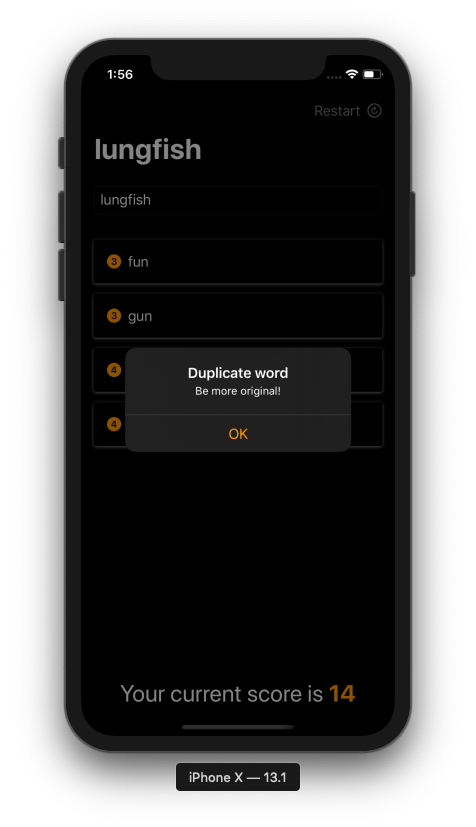 1:56
Restart
lungfish
lungfish
3 fun
3 gun
4
4
Duplicate word
Be more original!
OK
Your current score is 14
iPhone X — 13.1